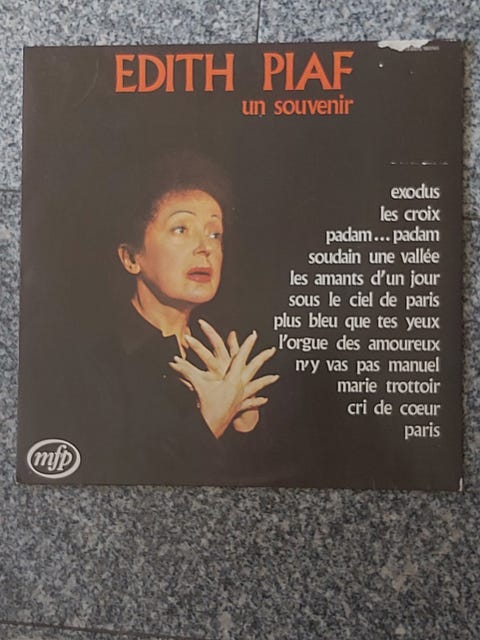 EDITH PIAF
un souvenir
exodus
les croix
padam... padam
soudain une vallée
les amants d'un jour
sous le ciel de paris
plus bleu que tes yeux
l'orgue des amoureux
n'y vas pas manuel
marie trottoir
cri de cœur
paris
mfp